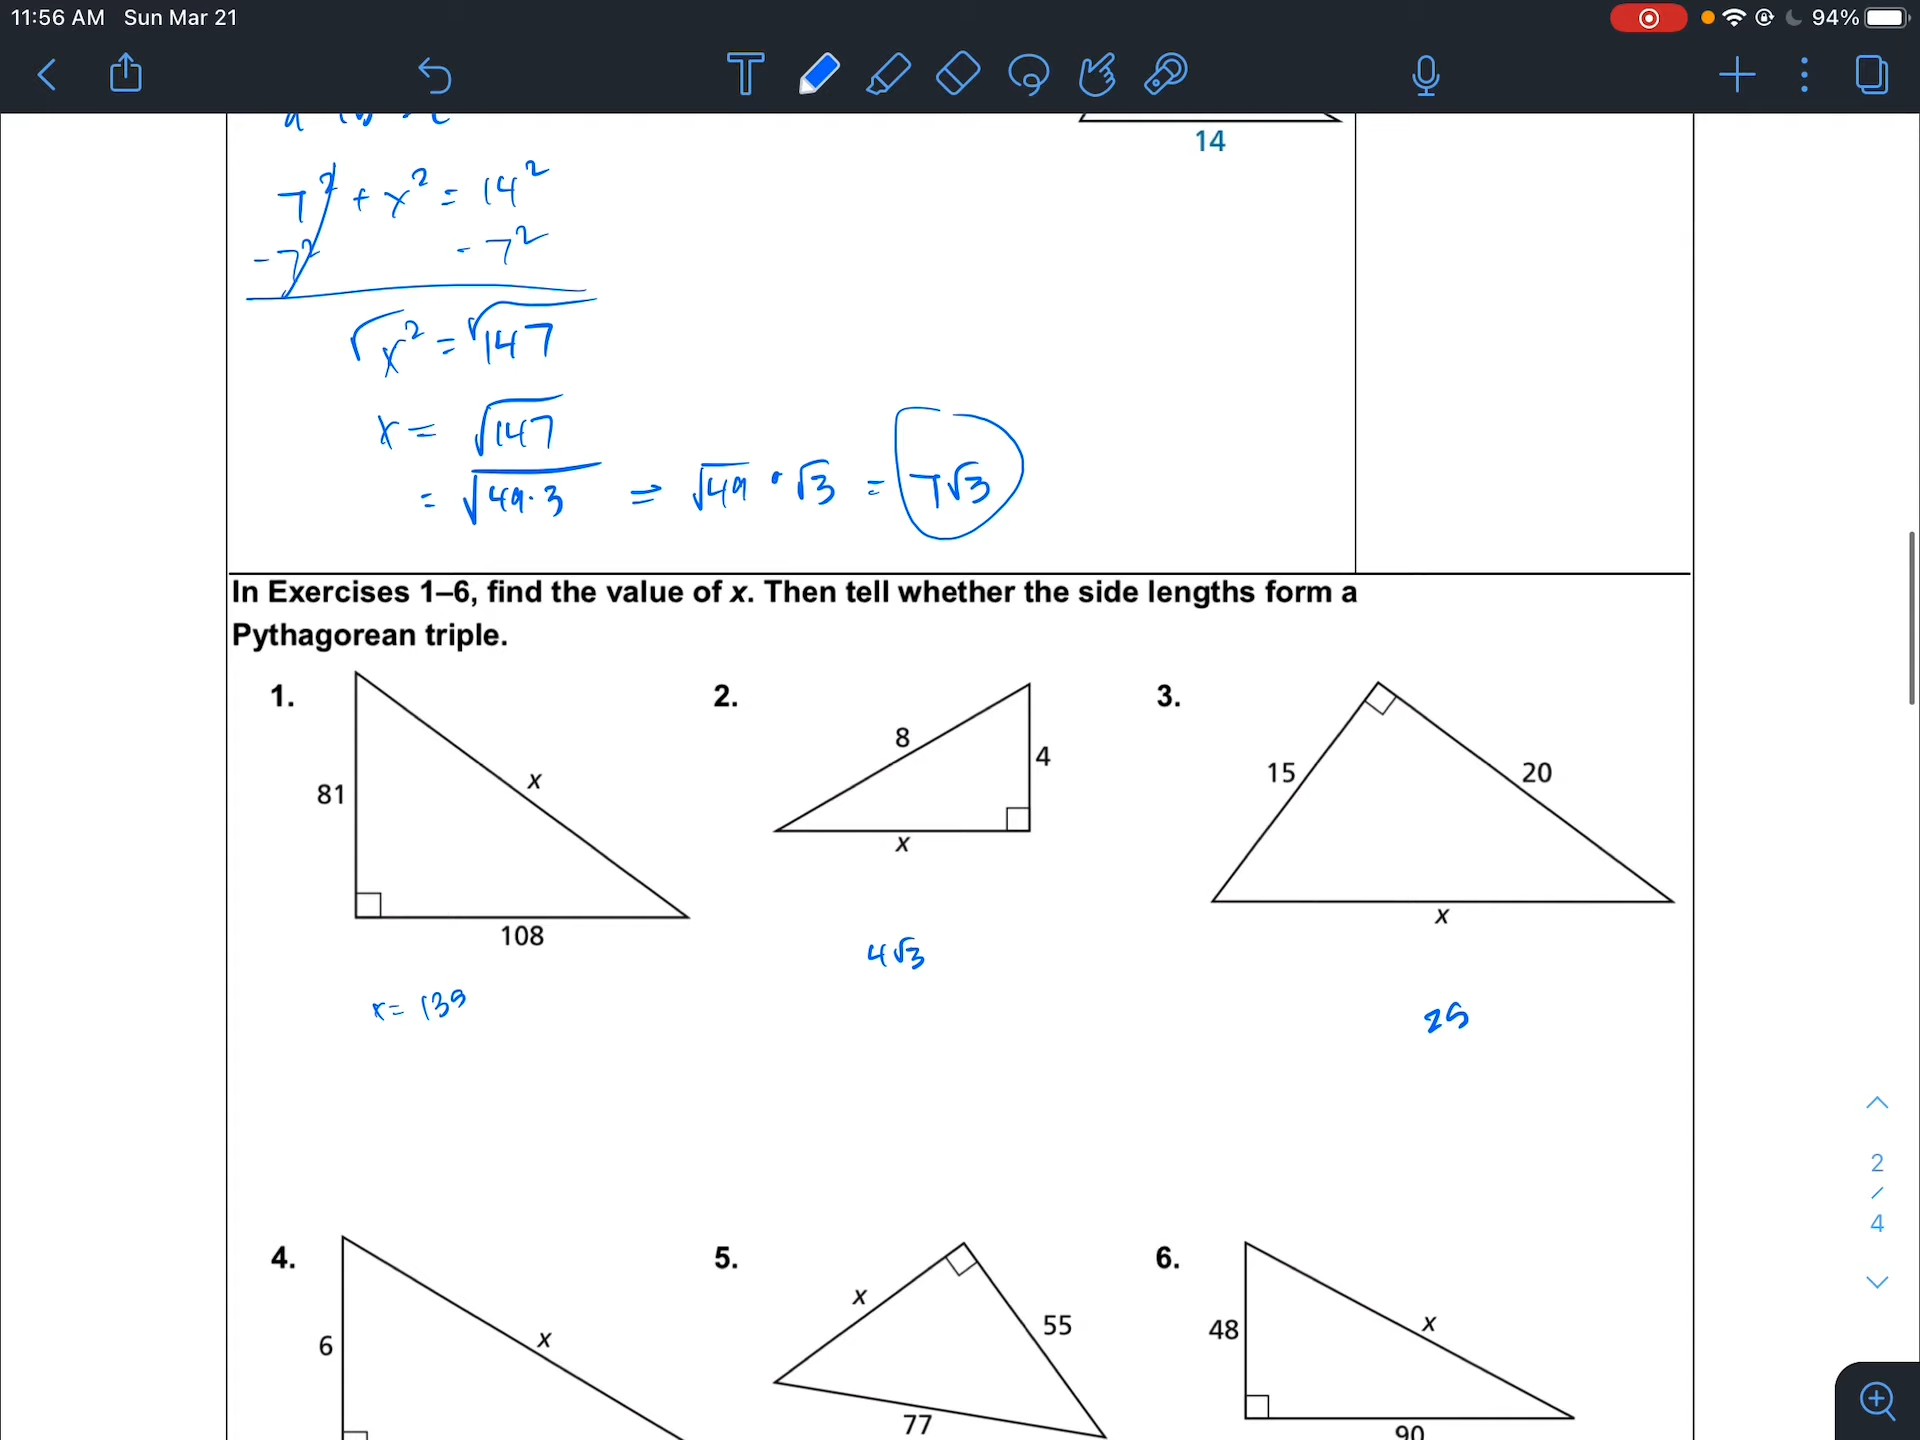 11:56 AM Sun Mar 21
94%
14
7² + x² = 14²
-7² - 7²
√x² = √147
x = √147
= √49·3 = √49 · √3 = 7√3
In Exercises 1–6, find the value of x. Then tell whether the side lengths form a
Pythagorean triple.
1.
81
x
108
x = 139
2.
8
4
x
4√3
3.
15
20
x
25
4.
6
x
5.
x
55
77
6.
48
x
90
2
/
4